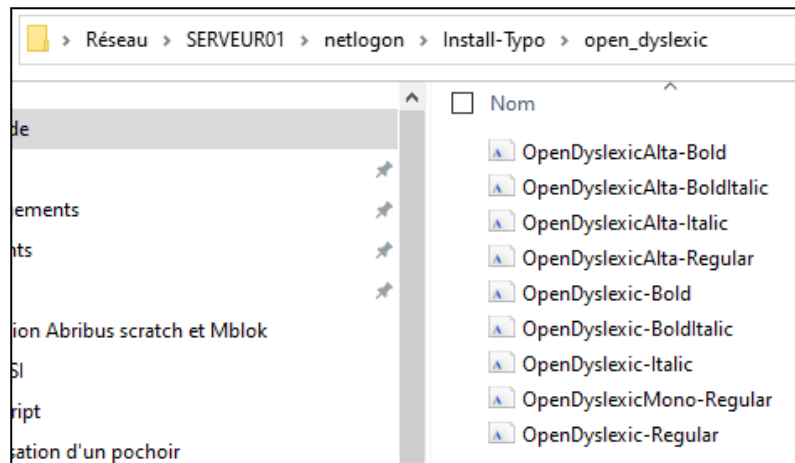 Réseau > SERVEUR01 > netlogon > Install-Typo > open_dyslexic
Nom
de
ements
nts
ion Abribus scratch et Mblok
SI
ript
sation d'un pochoir
OpenDyslexicAlta-Bold
OpenDyslexicAlta-BoldItalic
OpenDyslexicAlta-Italic
OpenDyslexicAlta-Regular
OpenDyslexic-Bold
OpenDyslexic-BoldItalic
OpenDyslexic-Italic
OpenDyslexicMono-Regular
OpenDyslexic-Regular